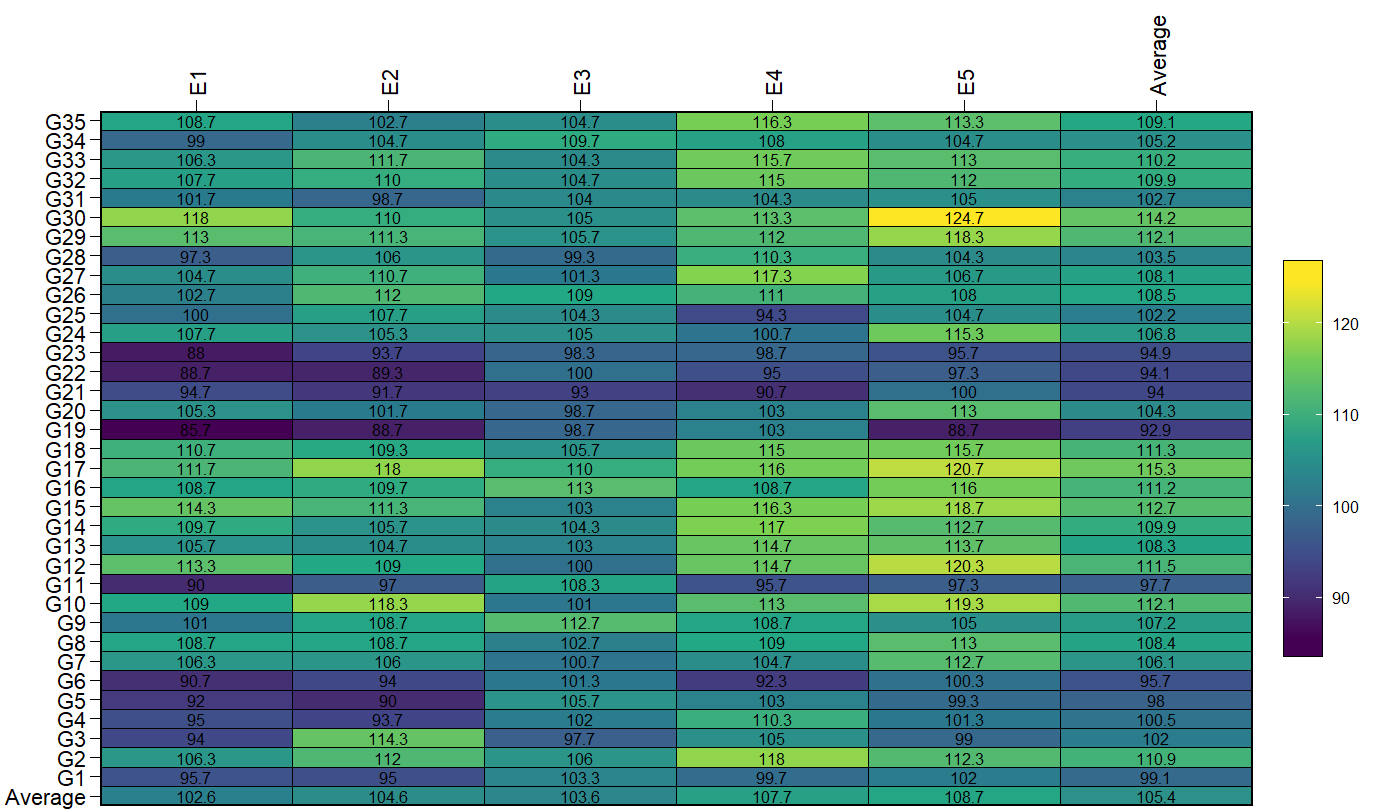 E1 E2 E3 E4 E5 Average
G35 108.7 102.7 104.7 116.3 113.3 109.1
G34 99 104.7 109.7 108 104.7 105.2
G33 106.3 111.7 104.3 115.7 113 110.2
G32 107.7 110 104.7 115 112 109.9
G31 101.7 98.7 104 104.3 105 102.7
G30 118 110 105 113.3 124.7 114.2
G29 113 111.3 105.7 112 118.3 112.1
G28 97.3 106 99.3 110.3 104.3 103.5
G27 104.7 110.7 101.3 117.3 106.7 108.1
G26 102.7 112 109 111 108 108.5
G25 100 107.7 104.3 94.3 104.7 102.2
G24 107.7 105.3 105 100.7 115.3 106.8
120
G23 88 93.7 98.3 98.7 95.7 94.9
G22 88.7 89.3 100 95 97.3 94.1
G21 94.7 91.7 93 90.7 100 94
G20 105.3 101.7 98.7 103 113 104.3
110
G19 85.7 88.7 98.7 103 88.7 92.9
G18 110.7 109.3 105.7 115 115.7 111.3
G17 111.7 118 110 116 120.7 115.3
G16 108.7 109.7 113 108.7 116 111.2
G15 114.3 111.3 103 116.3 118.7 112.7
100
G14 109.7 105.7 104.3 117 112.7 109.9
G13 105.7 104.7 103 114.7 113.7 108.3
G12 113.3 109 100 114.7 120.3 111.5
G11 90 97 108.3 95.7 97.3 97.7
90
G10 109 118.3 101 113 119.3 112.1
G9 101 108.7 112.7 108.7 105 107.2
G8 108.7 108.7 102.7 109 113 108.4
G7 106.3 106 100.7 104.7 112.7 106.1
G6 90.7 94 101.3 92.3 100.3 95.7
G5 92 90 105.7 103 99.3 98
G4 95 93.7 102 110.3 101.3 100.5
G3 94 114.3 97.7 105 99 102
G2 106.3 112 106 118 112.3 110.9
G1 95.7 95 103.3 99.7 102 99.1
Average 102.6 104.6 103.6 107.7 108.7 105.4